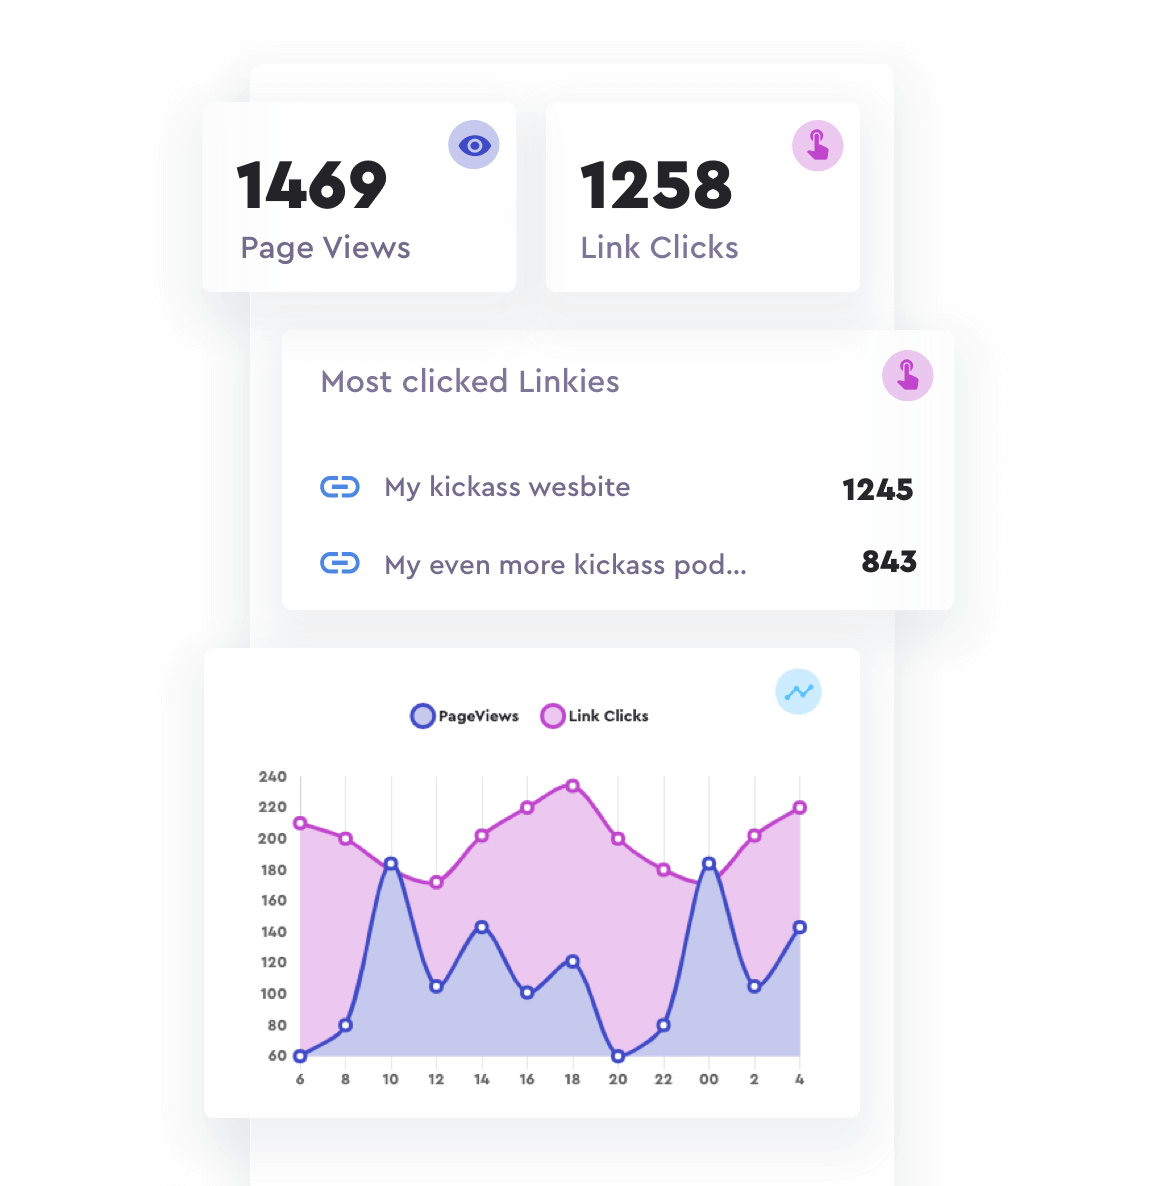 1469
Page Views
1258
Link Clicks
Most clicked Linkies
My kickass wesbite 1245
My even more kickass pod... 843
PageViews Link Clicks
240
220
200
180
160
140
120
100
80
60
6 8 10 12 14 16 18 20 22 00 2 4